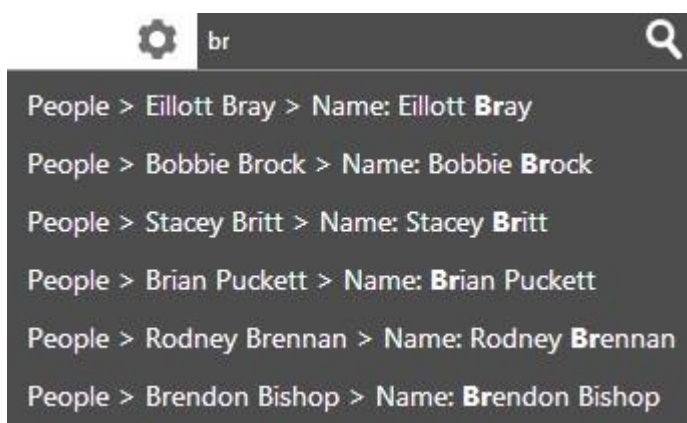 br
People > Eillott Bray > Name: Eillott Bray
People > Bobbie Brock > Name: Bobbie Brock
People > Stacey Britt > Name: Stacey Britt
People > Brian Puckett > Name: Brian Puckett
People > Rodney Brennan > Name: Rodney Brennan
People > Brendon Bishop > Name: Brendon Bishop